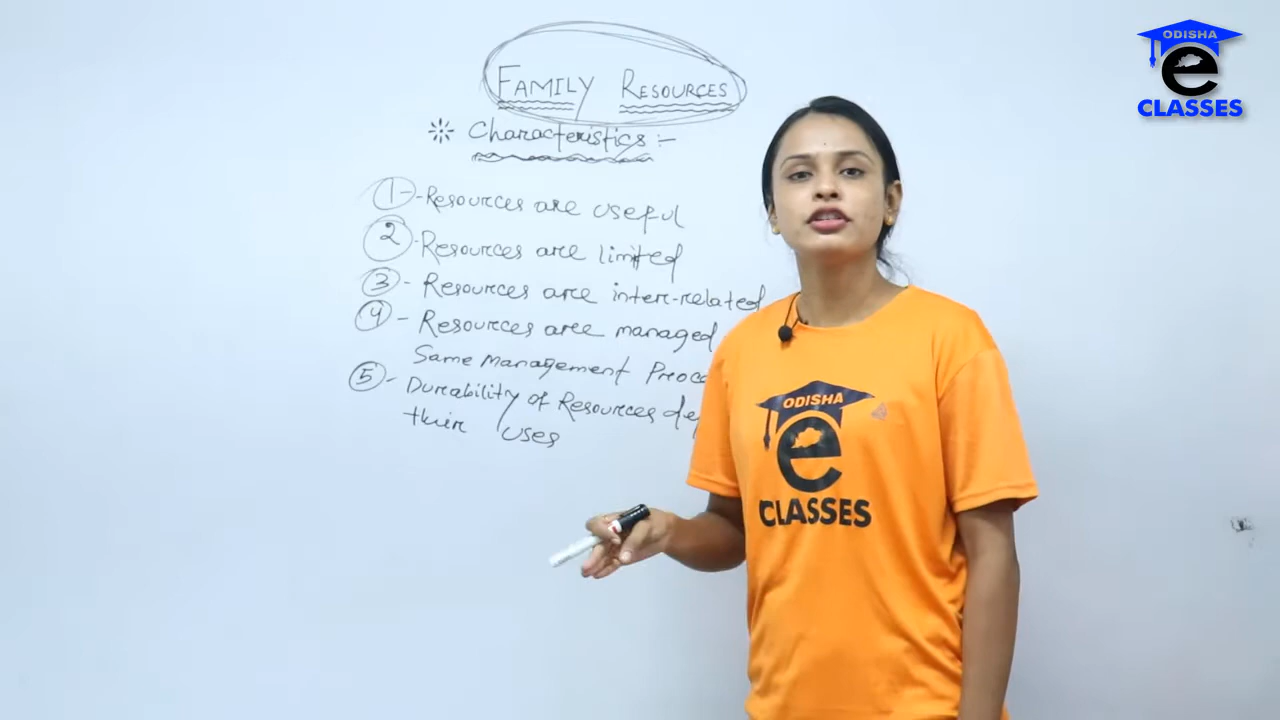 FAMILY RESOURCES
Characteristics :-
1 - Resources are useful
2 - Resources are limited
3 - Resources are inter-related
4 - Resources are managed
Same Management
5 - Durability of Resources
their uses
ODISHA
e
CLASSES
ODISHA
e
CLASSES